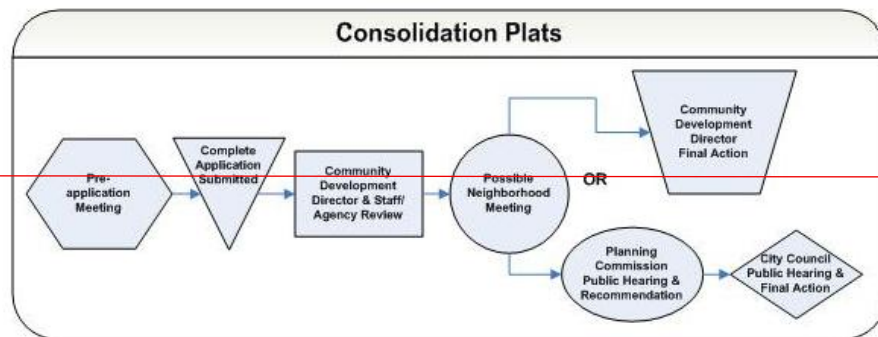 Consolidation Plats
Pre-
application
Meeting
Complete
Application
Submitted
Community
Development
Director & Staff/
Agency Review
Possible
Neighborhood
Meeting
OR
Community
Development
Director
Final Action
Planning
Commission
Public Hearing &
Recommendation
City Council
Public Hearing &
Final Action